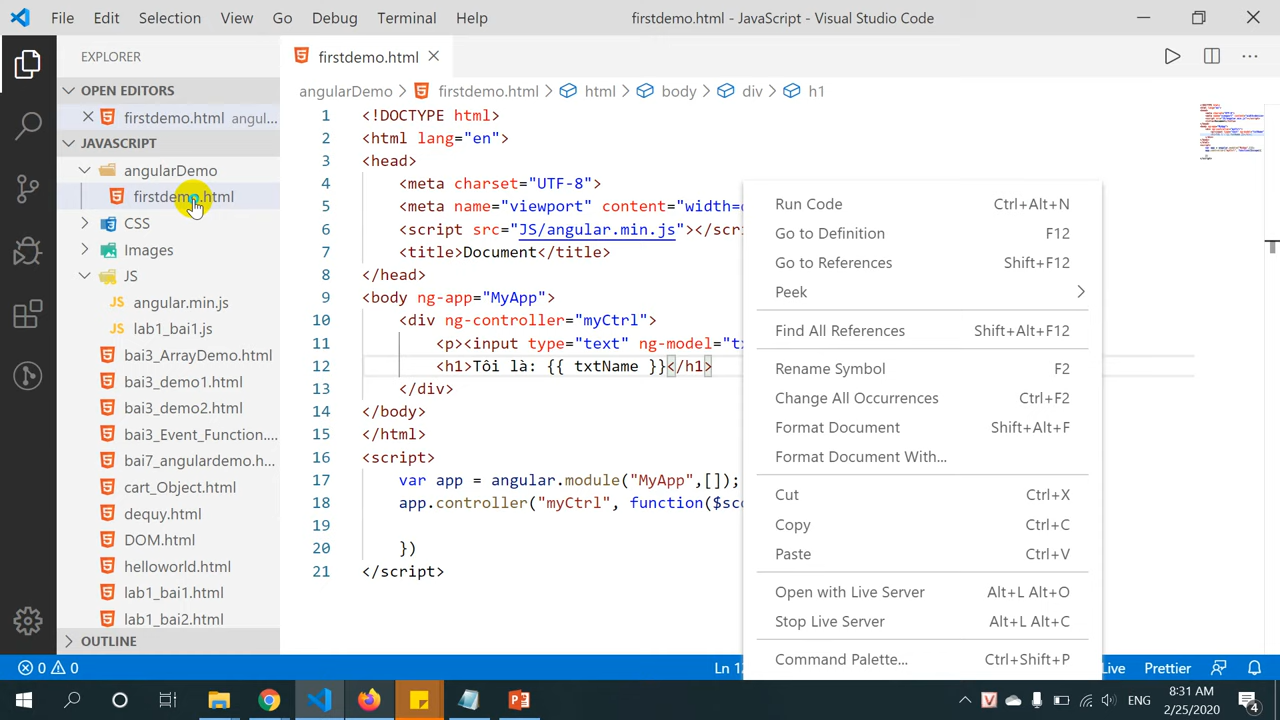 File Edit Selection View Go Debug Terminal Help firstdemo.html - JavaScript - Visual Studio Code
EXPLORER
OPEN EDITORS
firstdemo.html angul...
JAVASCRIPT
angularDemo
firstdemo.html
CSS
Images
JS
angular.min.js
lab1_bai1.js
bai3_ArrayDemo.html
bai3_demo1.html
bai3_demo2.html
bai3_Event_Function....
bai7_angulardemo.h...
cart_Object.html
dequy.html
DOM.html
helloworld.html
lab1_bai1.html
lab1_bai2.html
OUTLINE
firstdemo.html
angularDemo > firstdemo.html > html > body > div > h1
1 <!DOCTYPE html>
2 <html lang="en">
3 <head>
4 <meta charset="UTF-8">
5 <meta name="viewport" content="width=
6 <script src="JS/angular.min.js"></scr
7 <title>Document</title>
8 </head>
9 <body ng-app="MyApp">
10 <div ng-controller="myCtrl">
11 <p><input type="text" ng-model="t
12 <h1>Tôi là: {{ txtName }}</h1>
13 </div>
14 </body>
15 </html>
16 <script>
17 var app = angular.module("MyApp",[]);
18 app.controller("myCtrl", function($sc
19
20 })
21 </script>
Run Code Ctrl+Alt+N
Go to Definition F12
Go to References Shift+F12
Peek
Find All References Shift+Alt+F12
Rename Symbol F2
Change All Occurrences Ctrl+F2
Format Document Shift+Alt+F
Format Document With...
Cut Ctrl+X
Copy Ctrl+C
Paste Ctrl+V
Open with Live Server Alt+L Alt+O
Stop Live Server Alt+L Alt+C
Command Palette... Ctrl+Shift+P
0 0 Ln 1 Live Prettier
ENG 8:31 AM
2/25/2020 4